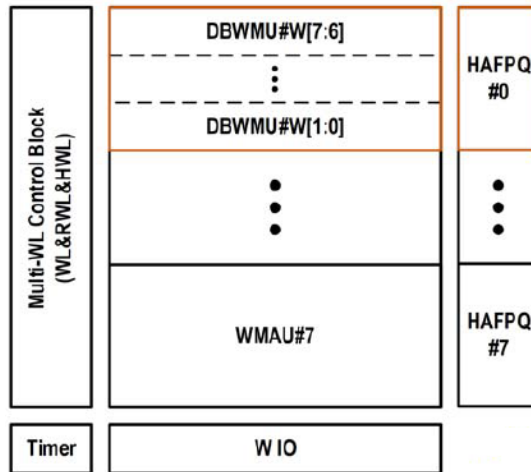 Multi-WL Control Block
(WL&RWL&HWL)
DBWMU#W[7:6]
DBWMU#W[1:0]
HAFPQ
#0
WMAU#7
HAFPQ
#7
Timer
W IO